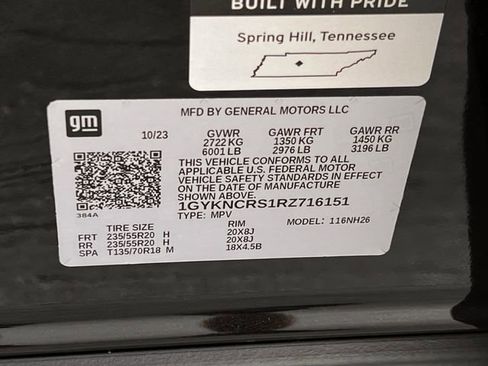 BUILT WITH PRIDE
Spring Hill, Tennessee
gm
MFD BY GENERAL MOTORS LLC
10/23 GVWR GAWR FRT GAWR RR
2722 KG 1350 KG 1450 KG
6001 LB 2976 LB 3196 LB
THIS VEHICLE CONFORMS TO ALL
APPLICABLE U.S. FEDERAL MOTOR
VEHICLE SAFETY STANDARDS IN EFFECT
ON THE DATE OF MANUFACTURE
SHOWN ABOVE.
1GYKNCRS1RZ716151
TYPE: MPV MODEL: 116NH26
384A
TIRE SIZE RIM
FRT 235/55R20 H 20X8J
RR 235/55R20 H 20X8J
SPA T135/70R18 M 18X4.5B